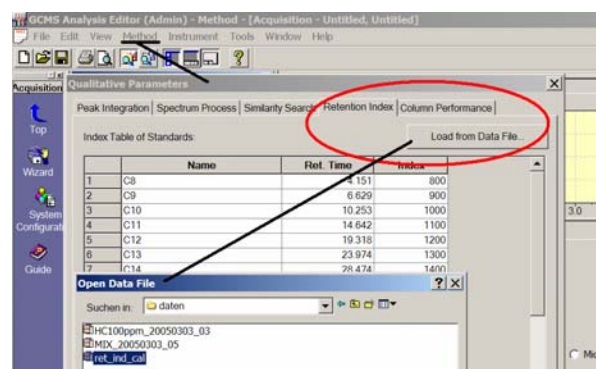 GCMS Analysis Editor (Admin) - Method - [Acquisition - Untitled, Untitled]
File Edit View Method Instrument Tools Window Help
Acquisition
Qualitative Parameters
Peak Integration Spectrum Process Similarity Search Retention Index Column Performance
Top
Index Table of Standards:
Load from Data File...
Name Ret. Time Index
1 C8 4.151 800
2 C9 6.629 900
3 C10 10.253 1000
4 C11 14.642 1100
5 C12 19.318 1200
6 C13 23.974 1300
7 C14 28.474 1400
Wizard
System
Configurati
Guide
3.0
Open Data File
Suchen in: daten
HC100ppm_20050303_03
MIX_20050303_05
ret_ind_cal
Mic